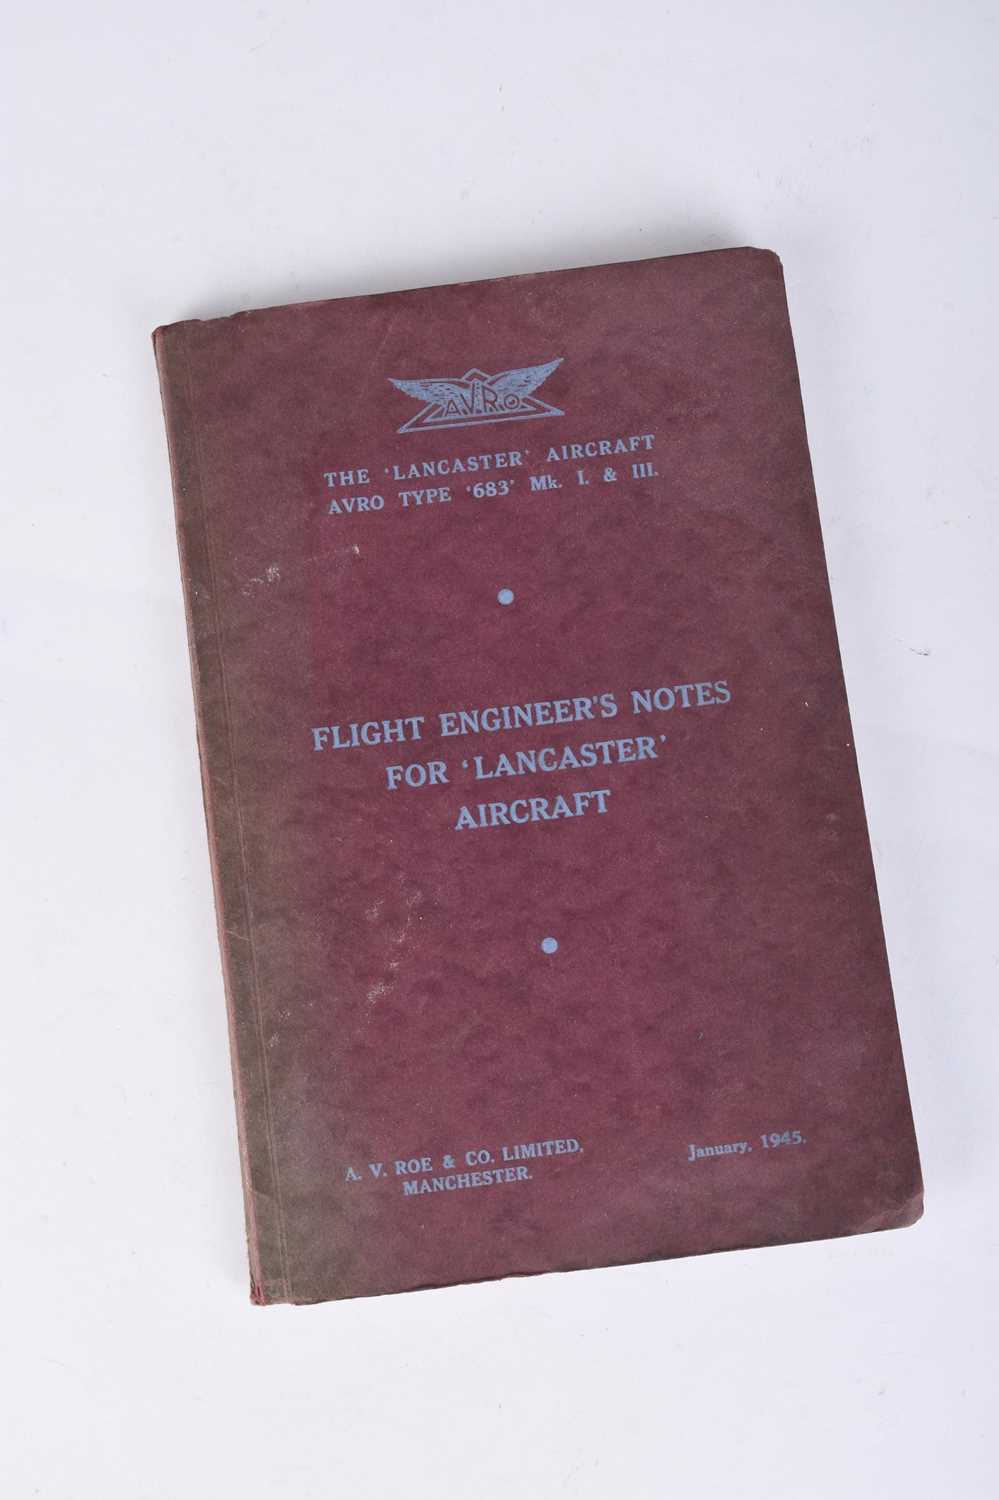 AVRO
THE 'LANCASTER' AIRCRAFT
AVRO TYPE '683' Mk. I. & III.
FLIGHT ENGINEER'S NOTES
FOR 'LANCASTER'
AIRCRAFT
A. V. ROE & CO. LIMITED,
MANCHESTER.
January, 1945.